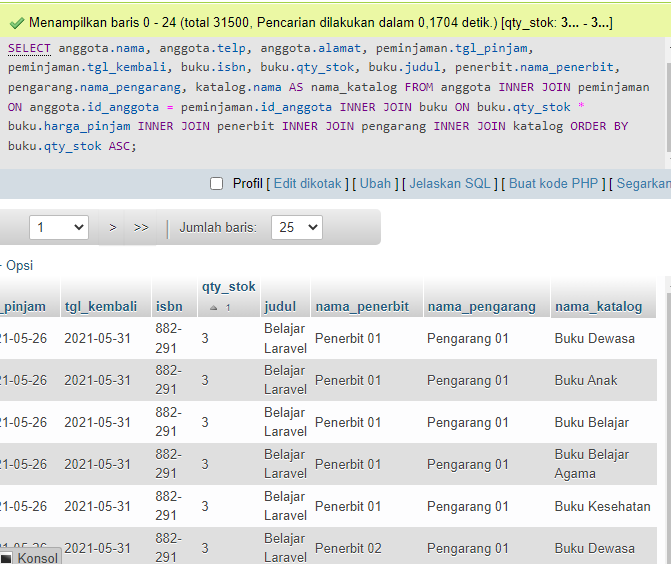 Menampilkan baris 0 - 24 (total 31500, Pencarian dilakukan dalam 0,1704 detik.) [qty_stok: 3... - 3...]
SELECT anggota.nama, anggota.telp, anggota.alamat, peminjaman.tgl_pinjam,
peminjaman.tgl_kembali, buku.isbn, buku.qty_stok, buku.judul, penerbit.nama_penerbit,
pengarang.nama_pengarang, katalog.nama AS nama_katalog FROM anggota INNER JOIN peminjaman
ON anggota.id_anggota = peminjaman.id_anggota INNER JOIN buku ON buku.qty_stok *
buku.harga_pinjam INNER JOIN penerbit INNER JOIN pengarang INNER JOIN katalog ORDER BY
buku.qty_stok ASC;
Profil [ Edit dikotak ] [ Ubah ] [ Jelaskan SQL ] [ Buat kode PHP ] [ Segarkan
1 > >> | Jumlah baris: 25
Opsi
_pinjam tgl_kembali isbn qty_stok 1 judul nama_penerbit nama_pengarang nama_katalog
1-05-26 2021-05-31 882-291 3 Belajar Laravel Penerbit 01 Pengarang 01 Buku Dewasa
1-05-26 2021-05-31 882-291 3 Belajar Laravel Penerbit 01 Pengarang 01 Buku Anak
1-05-26 2021-05-31 882-291 3 Belajar Laravel Penerbit 01 Pengarang 01 Buku Belajar
1-05-26 2021-05-31 882-291 3 Belajar Laravel Penerbit 01 Pengarang 01 Buku Belajar Agama
1-05-26 2021-05-31 882-291 3 Belajar Laravel Penerbit 01 Pengarang 01 Buku Kesehatan
1-05-26 2021-05-31 882-291 3 Belajar Laravel Penerbit 02 Pengarang 01 Buku Dewasa
Konsol